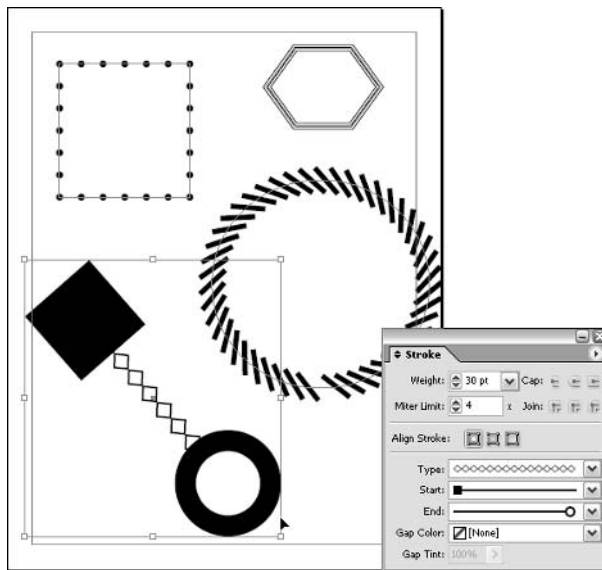 Stroke
Weight: 30 pt Cap:
Miter Limit: 4 x Join:
Align Stroke:
Type:
Start:
End:
Gap Color: [None]
Gap Tint: 100%